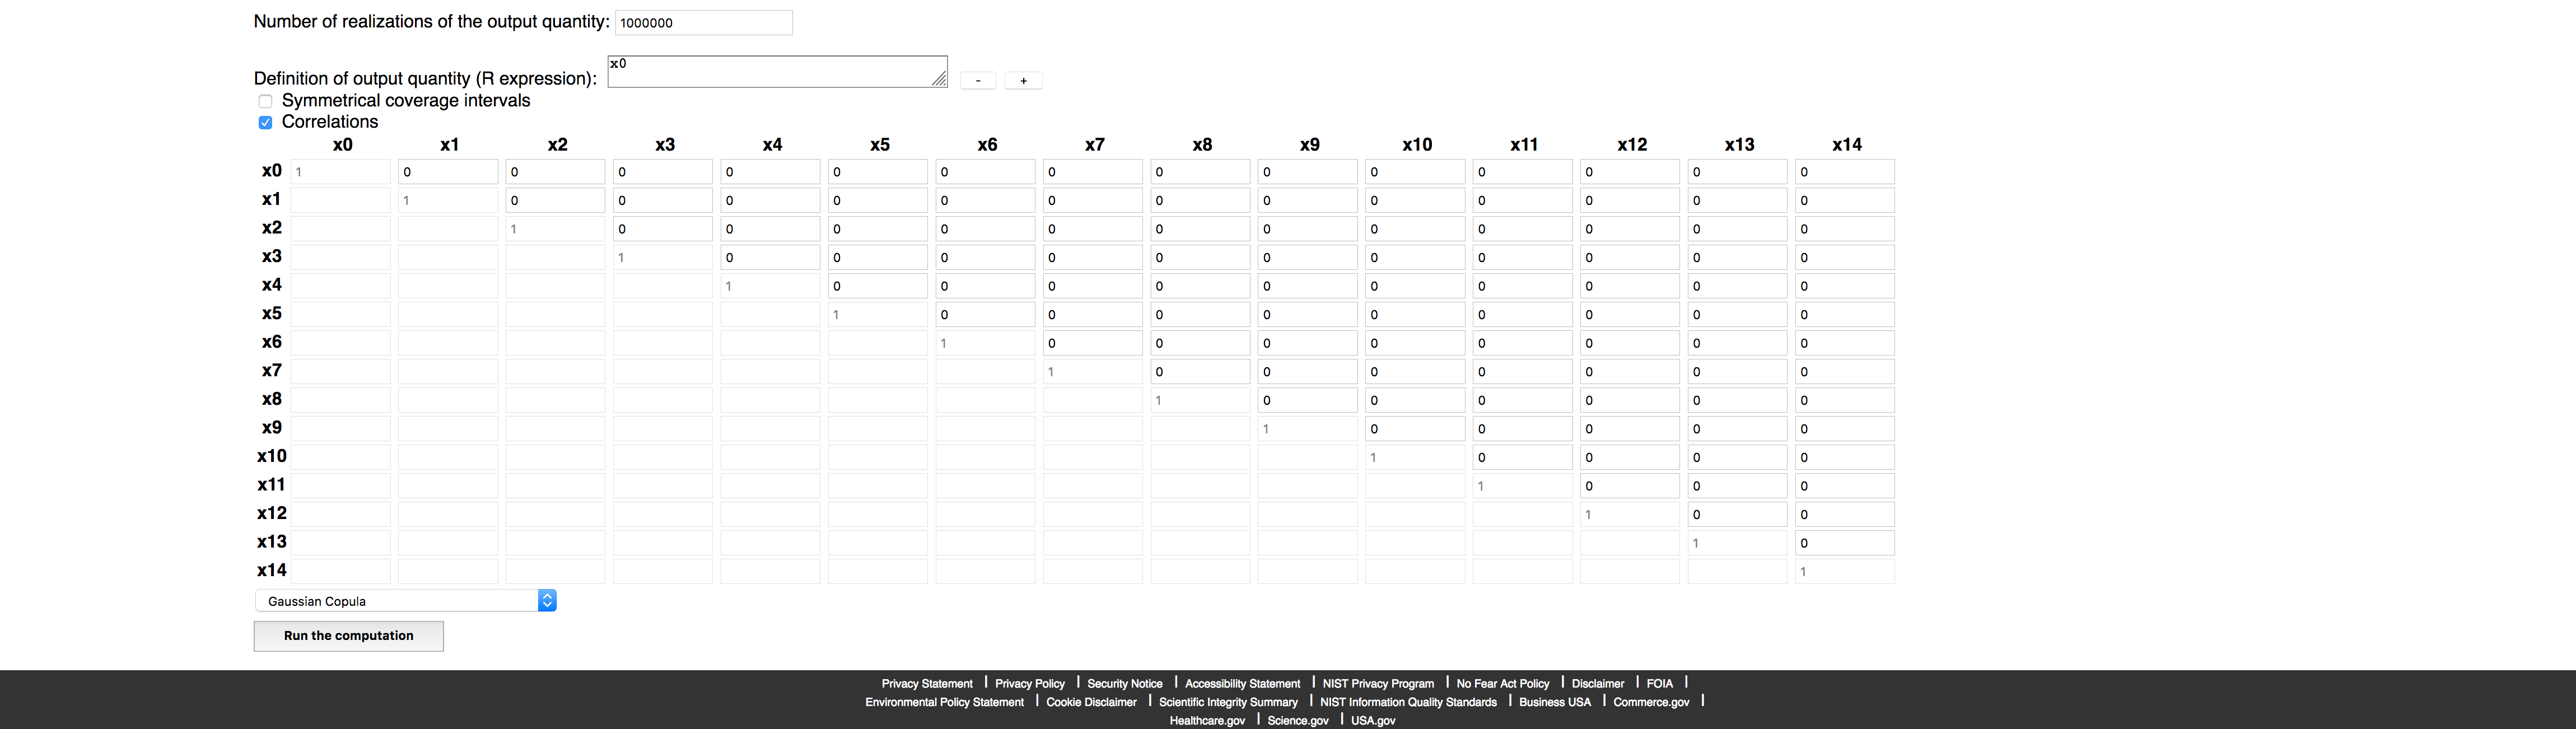 Number of realizations of the output quantity: 1000000
Definition of output quantity (R expression): x0 - +
Symmetrical coverage intervals
Correlations
x0 x1 x2 x3 x4 x5 x6 x7 x8 x9 x10 x11 x12 x13 x14
x0 1 0 0 0 0 0 0 0 0 0 0 0 0 0 0
x1 1 0 0 0 0 0 0 0 0 0 0 0 0 0
x2 1 0 0 0 0 0 0 0 0 0 0 0 0
x3 1 0 0 0 0 0 0 0 0 0 0 0
x4 1 0 0 0 0 0 0 0 0 0 0
x5 1 0 0 0 0 0 0 0 0 0
x6 1 0 0 0 0 0 0 0 0
x7 1 0 0 0 0 0 0 0
x8 1 0 0 0 0 0 0
x9 1 0 0 0 0 0
x10 1 0 0 0 0
x11 1 0 0 0
x12 1 0 0
x13 1 0
x14 1
Gaussian Copula
Run the computation
Privacy Statement | Privacy Policy | Security Notice | Accessibility Statement | NIST Privacy Program | No Fear Act Policy | Disclaimer | FOIA |
Environmental Policy Statement | Cookie Disclaimer | Scientific Integrity Summary | NIST Information Quality Standards | Business USA | Commerce.gov |
Healthcare.gov | Science.gov | USA.gov